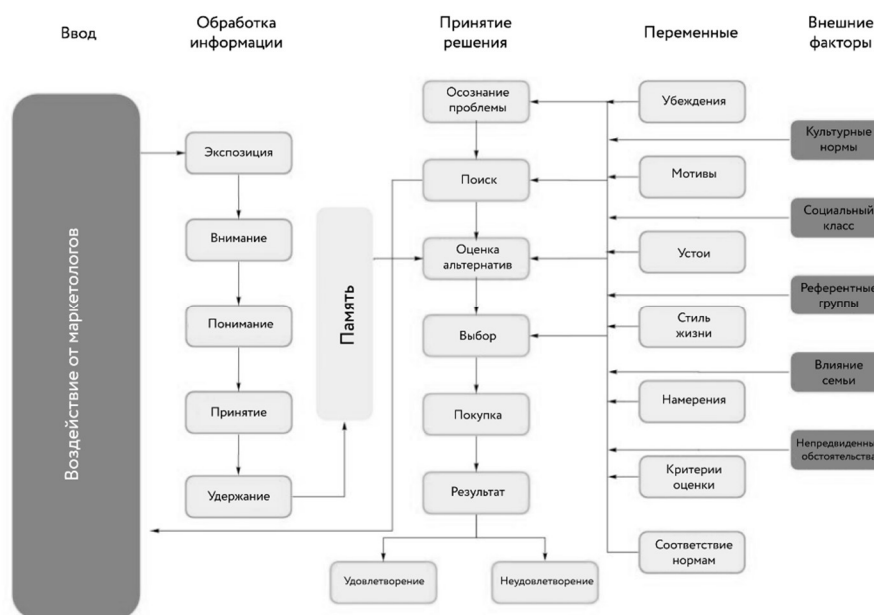 Ввод
Обработка
информации
Принятие
решения
Переменные
Внешние
факторы
Воздействие от маркетологов
Экспозиция
Внимание
Понимание
Принятие
Удержание
Память
Осознание
проблемы
Поиск
Оценка
альтернатив
Выбор
Покупка
Результат
Удовлетворение
Неудовлетворение
Убеждения
Мотивы
Устои
Стиль
жизни
Намерения
Критерии
оценки
Соответствие
нормам
Культурные
нормы
Социальный
класс
Референтные
группы
Влияние
семьи
Непредвиденные
обстоятельства